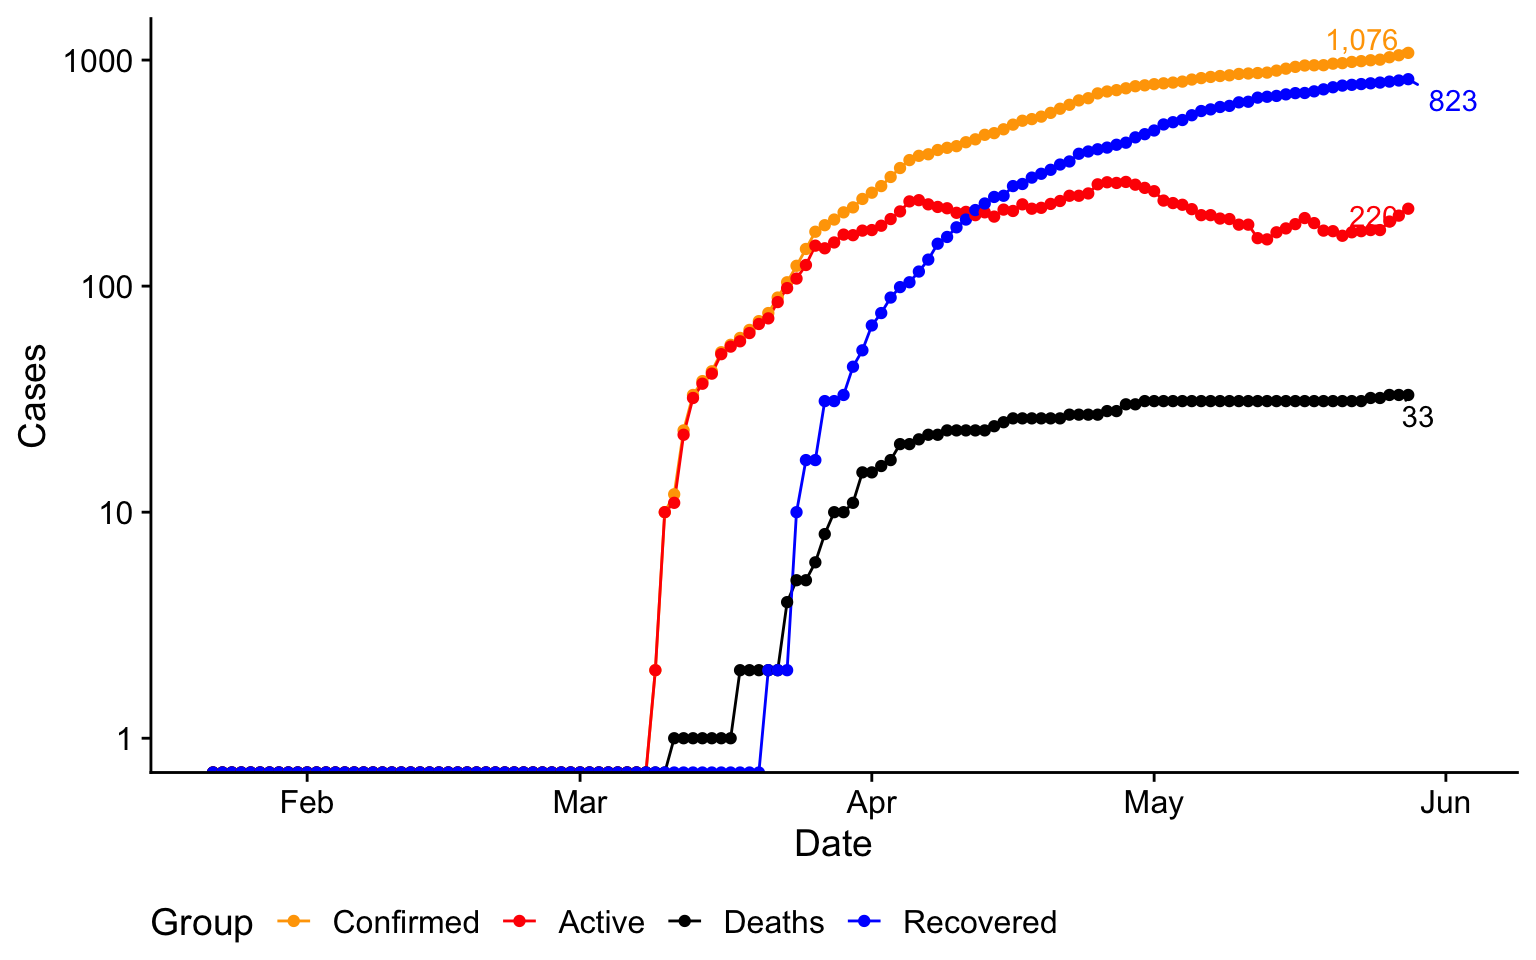 1,076
1000
823
220
100
Cases
33
10
1
Feb Mar Apr May Jun
Date
Group Confirmed Active Deaths Recovered